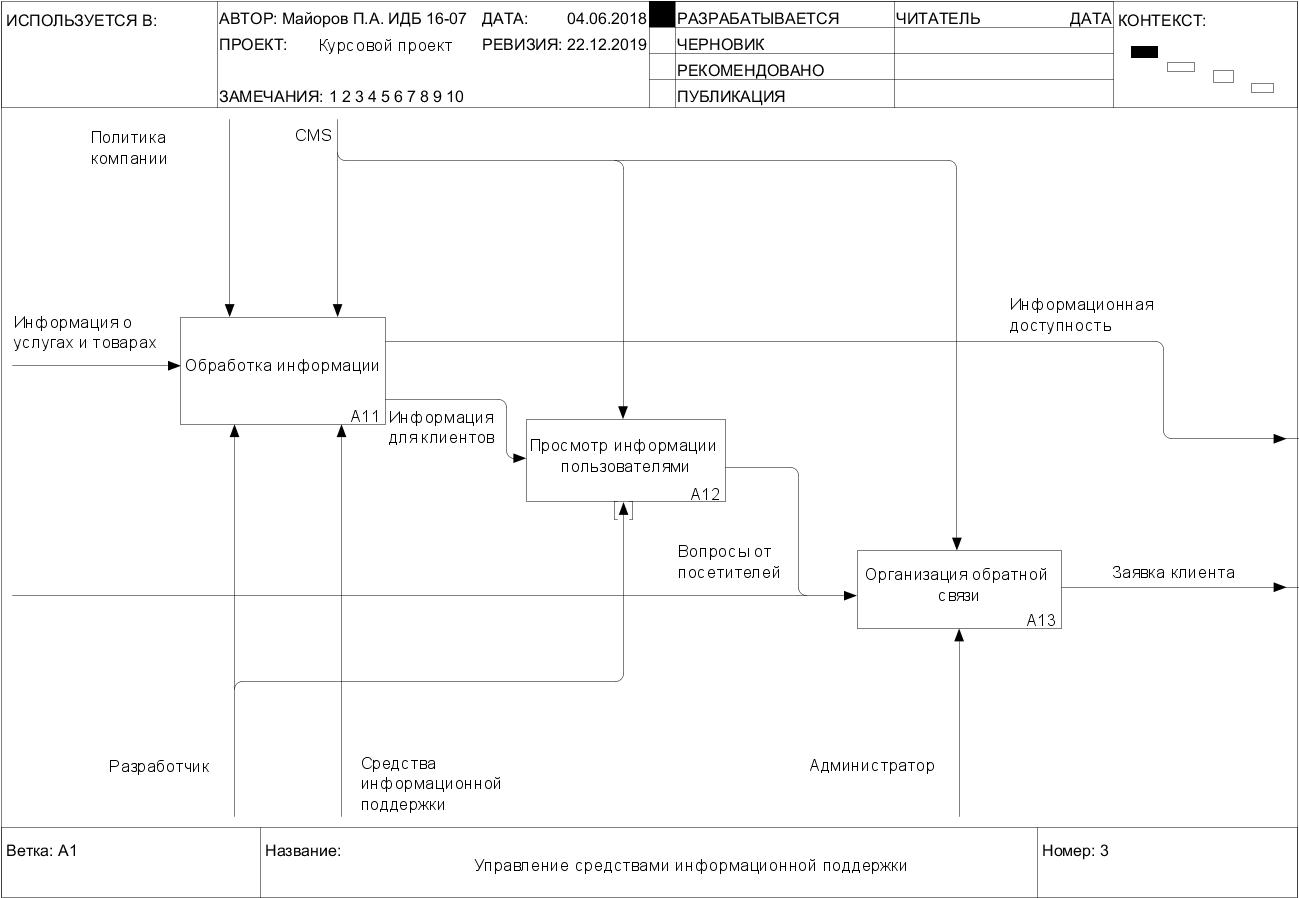 ИСПОЛЬЗУЕТСЯ В:
АВТОР: Майоров П.А. ИДБ 16-07 ДАТА: 04.06.2018
ПРОЕКТ: Курсовой проект РЕВИЗИЯ: 22.12.2019
ЗАМЕЧАНИЯ: 1 2 3 4 5 6 7 8 9 10
РАЗРАБАТЫВАЕТСЯ
ЧЕРНОВИК
РЕКОМЕНДОВАНО
ПУБЛИКАЦИЯ
ЧИТАТЕЛЬ ДАТА
КОНТЕКСТ:
Политика
компании
CMS
Информация о
услугах и товарах
Обработка информации
A11
Информационная
доступность
Информация
для клиентов
Просмотр информации
пользователями
A12
Вопросы от
посетителей
Организация обратной
связи
A13
Заявка клиента
Разработчик
Средства
информационной
поддержки
Администратор
Ветка: A1
Название:
Управление средствами информационной поддержки
Номер: 3